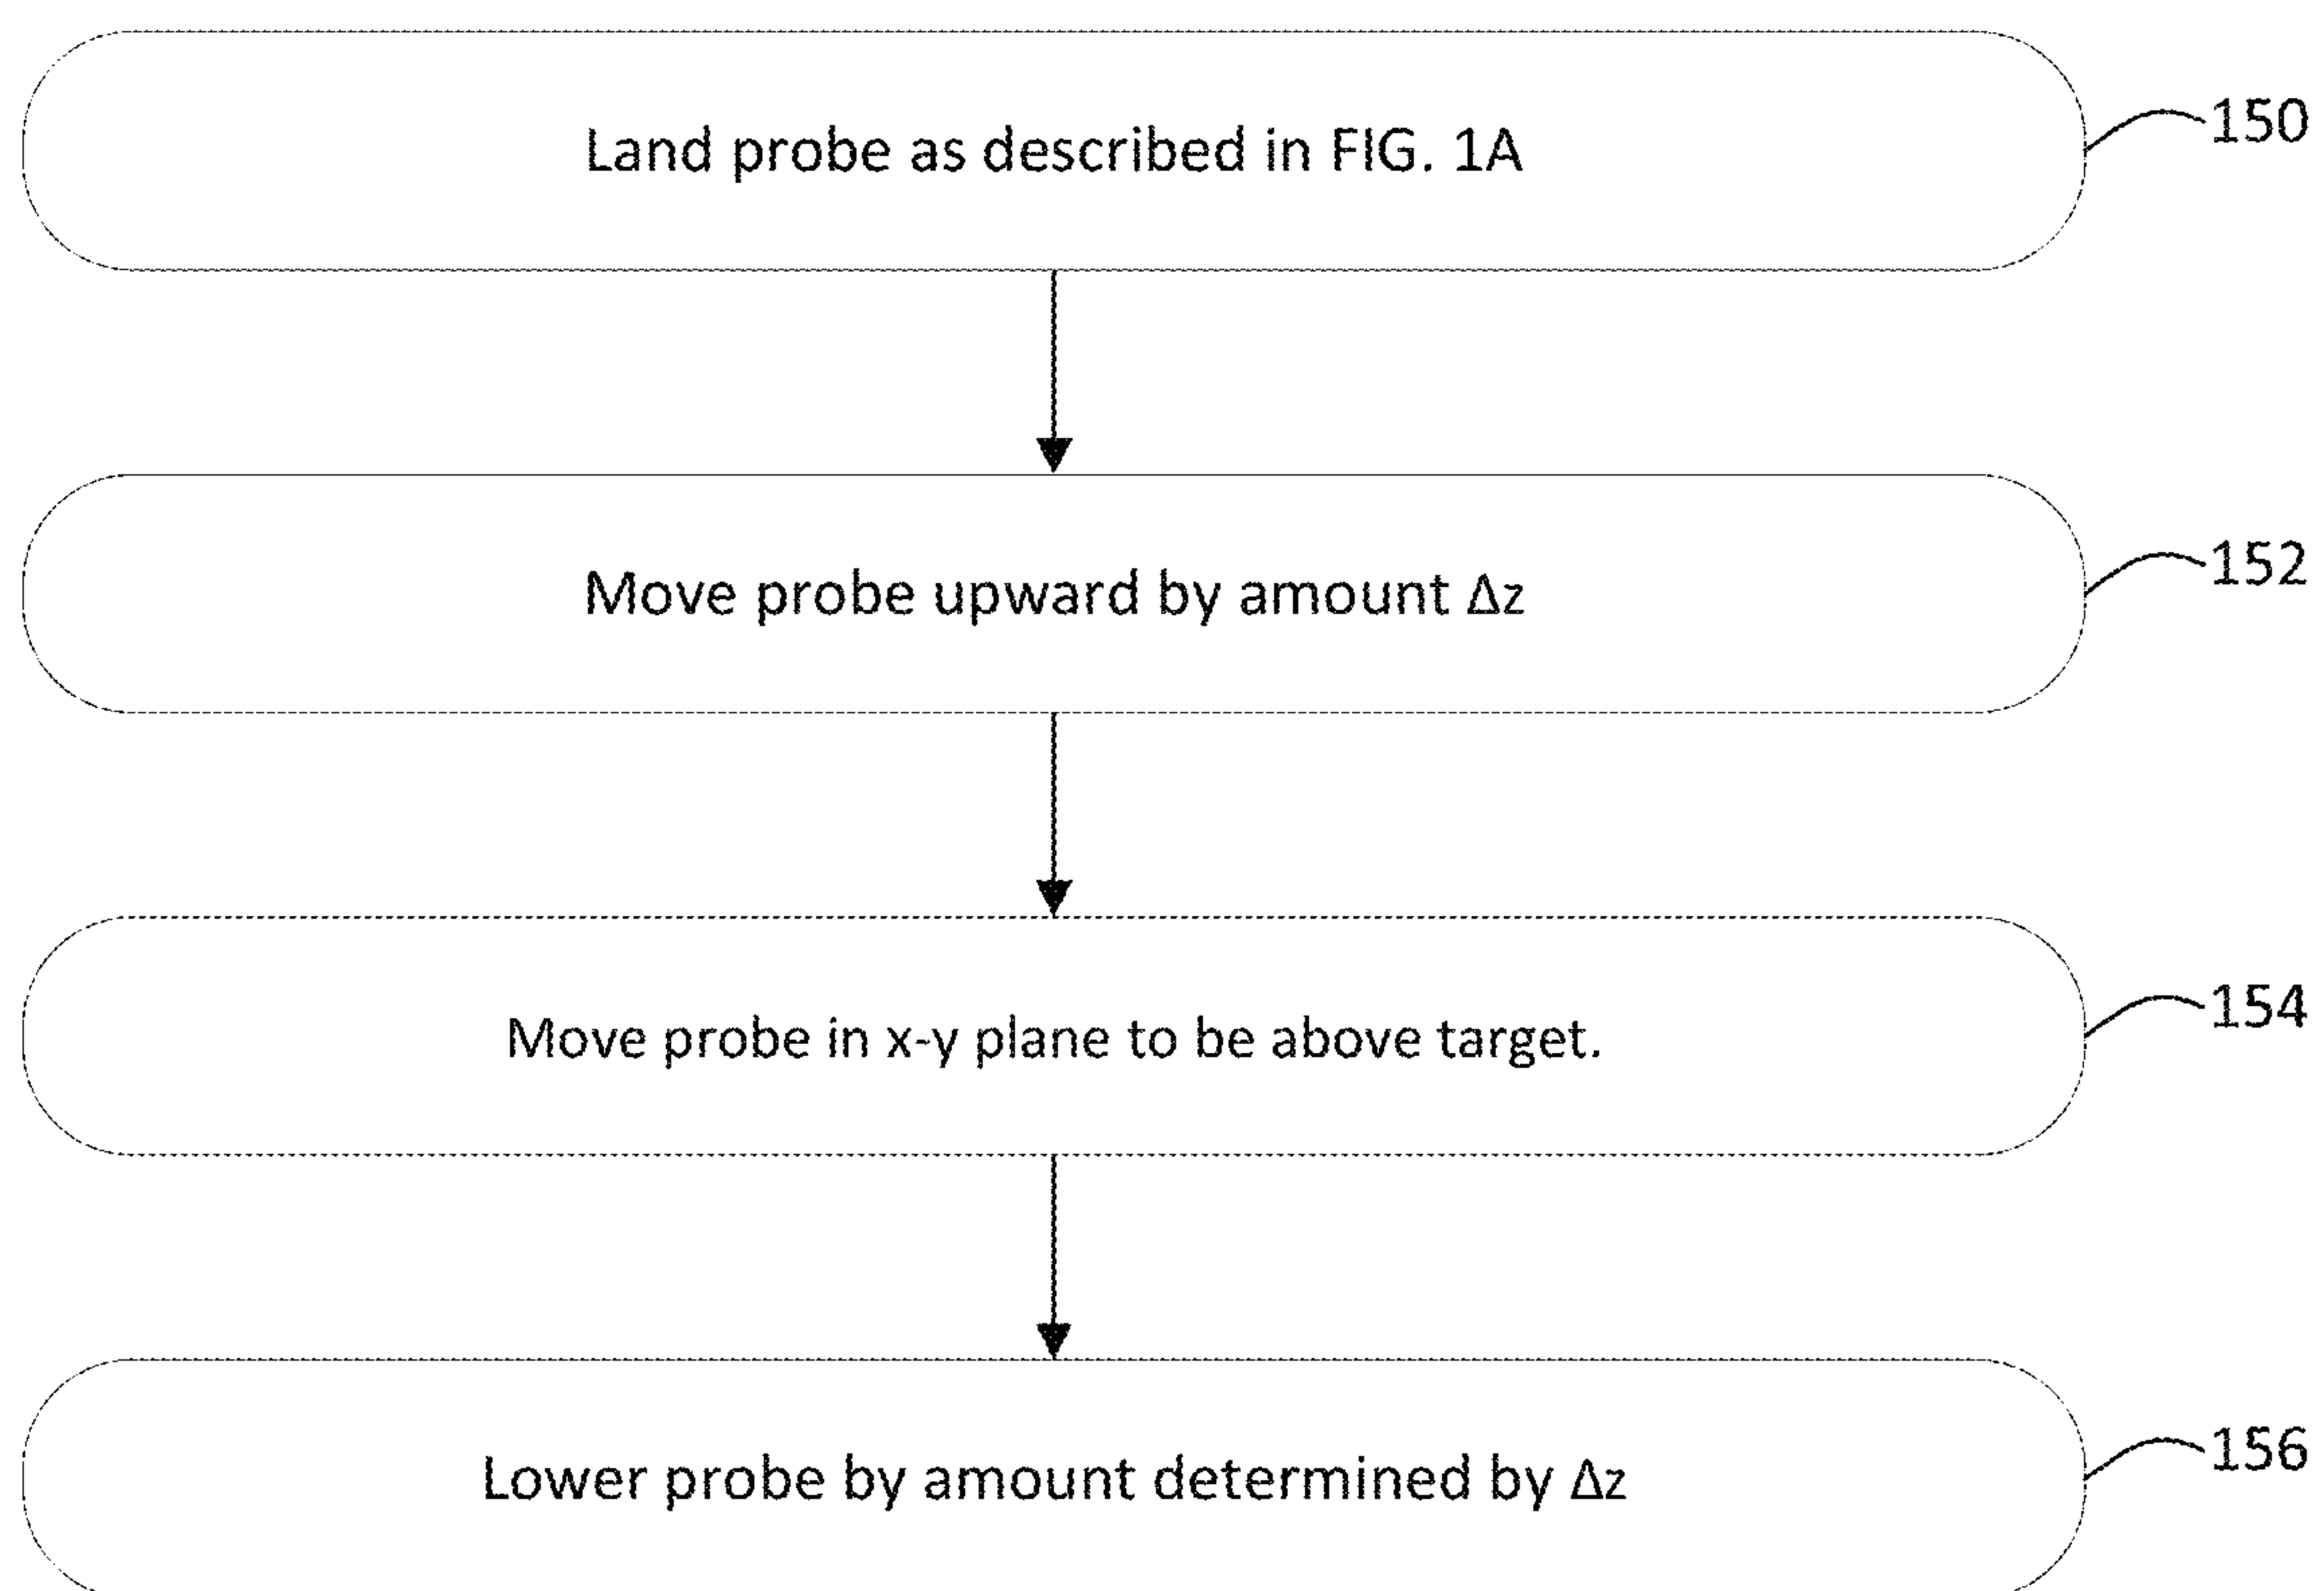 Land probe as described in FIG. 1A
150
Move probe upward by amount Δz
152
Move probe in x-y plane to be above target.
154
Lower probe by amount determined by Δz
156